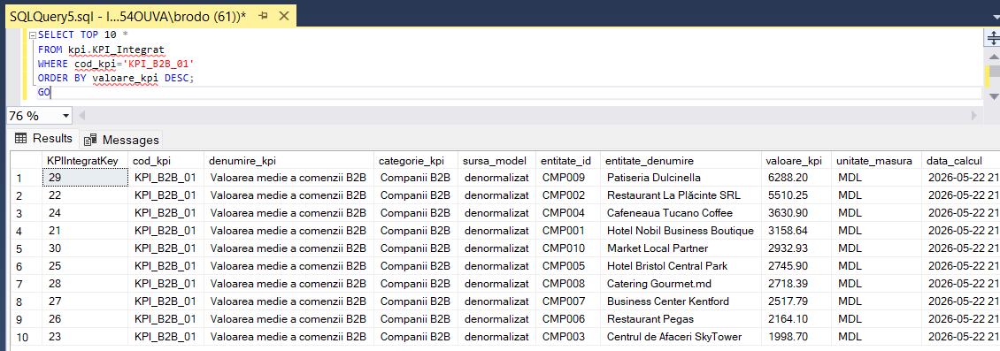 SQLQuery5.sql - l...54OUVA\brodo (61))*
SELECT TOP 10 *
FROM kpi.KPI_Integrat
WHERE cod_kpi='KPI_B2B_01'
ORDER BY valoare_kpi DESC;
GO
76 %
Results Messages
KPIIntegratKey cod_kpi denumire_kpi categorie_kpi sursa_model entitate_id entitate_denumire valoare_kpi unitate_masura data_calcul
1 29 KPI_B2B_01 Valoarea medie a comenzii B2B Companii B2B denormalizat CMP009 Patiseria Dulcinella 6288.20 MDL 2026-05-22 21
2 22 KPI_B2B_01 Valoarea medie a comenzii B2B Companii B2B denormalizat CMP002 Restaurant La Plăcinte SRL 5510.25 MDL 2026-05-22 21
3 24 KPI_B2B_01 Valoarea medie a comenzii B2B Companii B2B denormalizat CMP004 Cafeneaua Tucano Coffee 3630.90 MDL 2026-05-22 21
4 21 KPI_B2B_01 Valoarea medie a comenzii B2B Companii B2B denormalizat CMP001 Hotel Nobil Business Boutique 3158.64 MDL 2026-05-22 21
5 30 KPI_B2B_01 Valoarea medie a comenzii B2B Companii B2B denormalizat CMP010 Market Local Partner 2932.93 MDL 2026-05-22 21
6 25 KPI_B2B_01 Valoarea medie a comenzii B2B Companii B2B denormalizat CMP005 Hotel Bristol Central Park 2745.90 MDL 2026-05-22 21
7 28 KPI_B2B_01 Valoarea medie a comenzii B2B Companii B2B denormalizat CMP008 Catering Gourmet.md 2718.39 MDL 2026-05-22 21
8 27 KPI_B2B_01 Valoarea medie a comenzii B2B Companii B2B denormalizat CMP007 Business Center Kentford 2517.79 MDL 2026-05-22 21
9 26 KPI_B2B_01 Valoarea medie a comenzii B2B Companii B2B denormalizat CMP006 Restaurant Pegas 2164.10 MDL 2026-05-22 21
10 23 KPI_B2B_01 Valoarea medie a comenzii B2B Companii B2B denormalizat CMP003 Centrul de Afaceri SkyTower 1998.70 MDL 2026-05-22 21